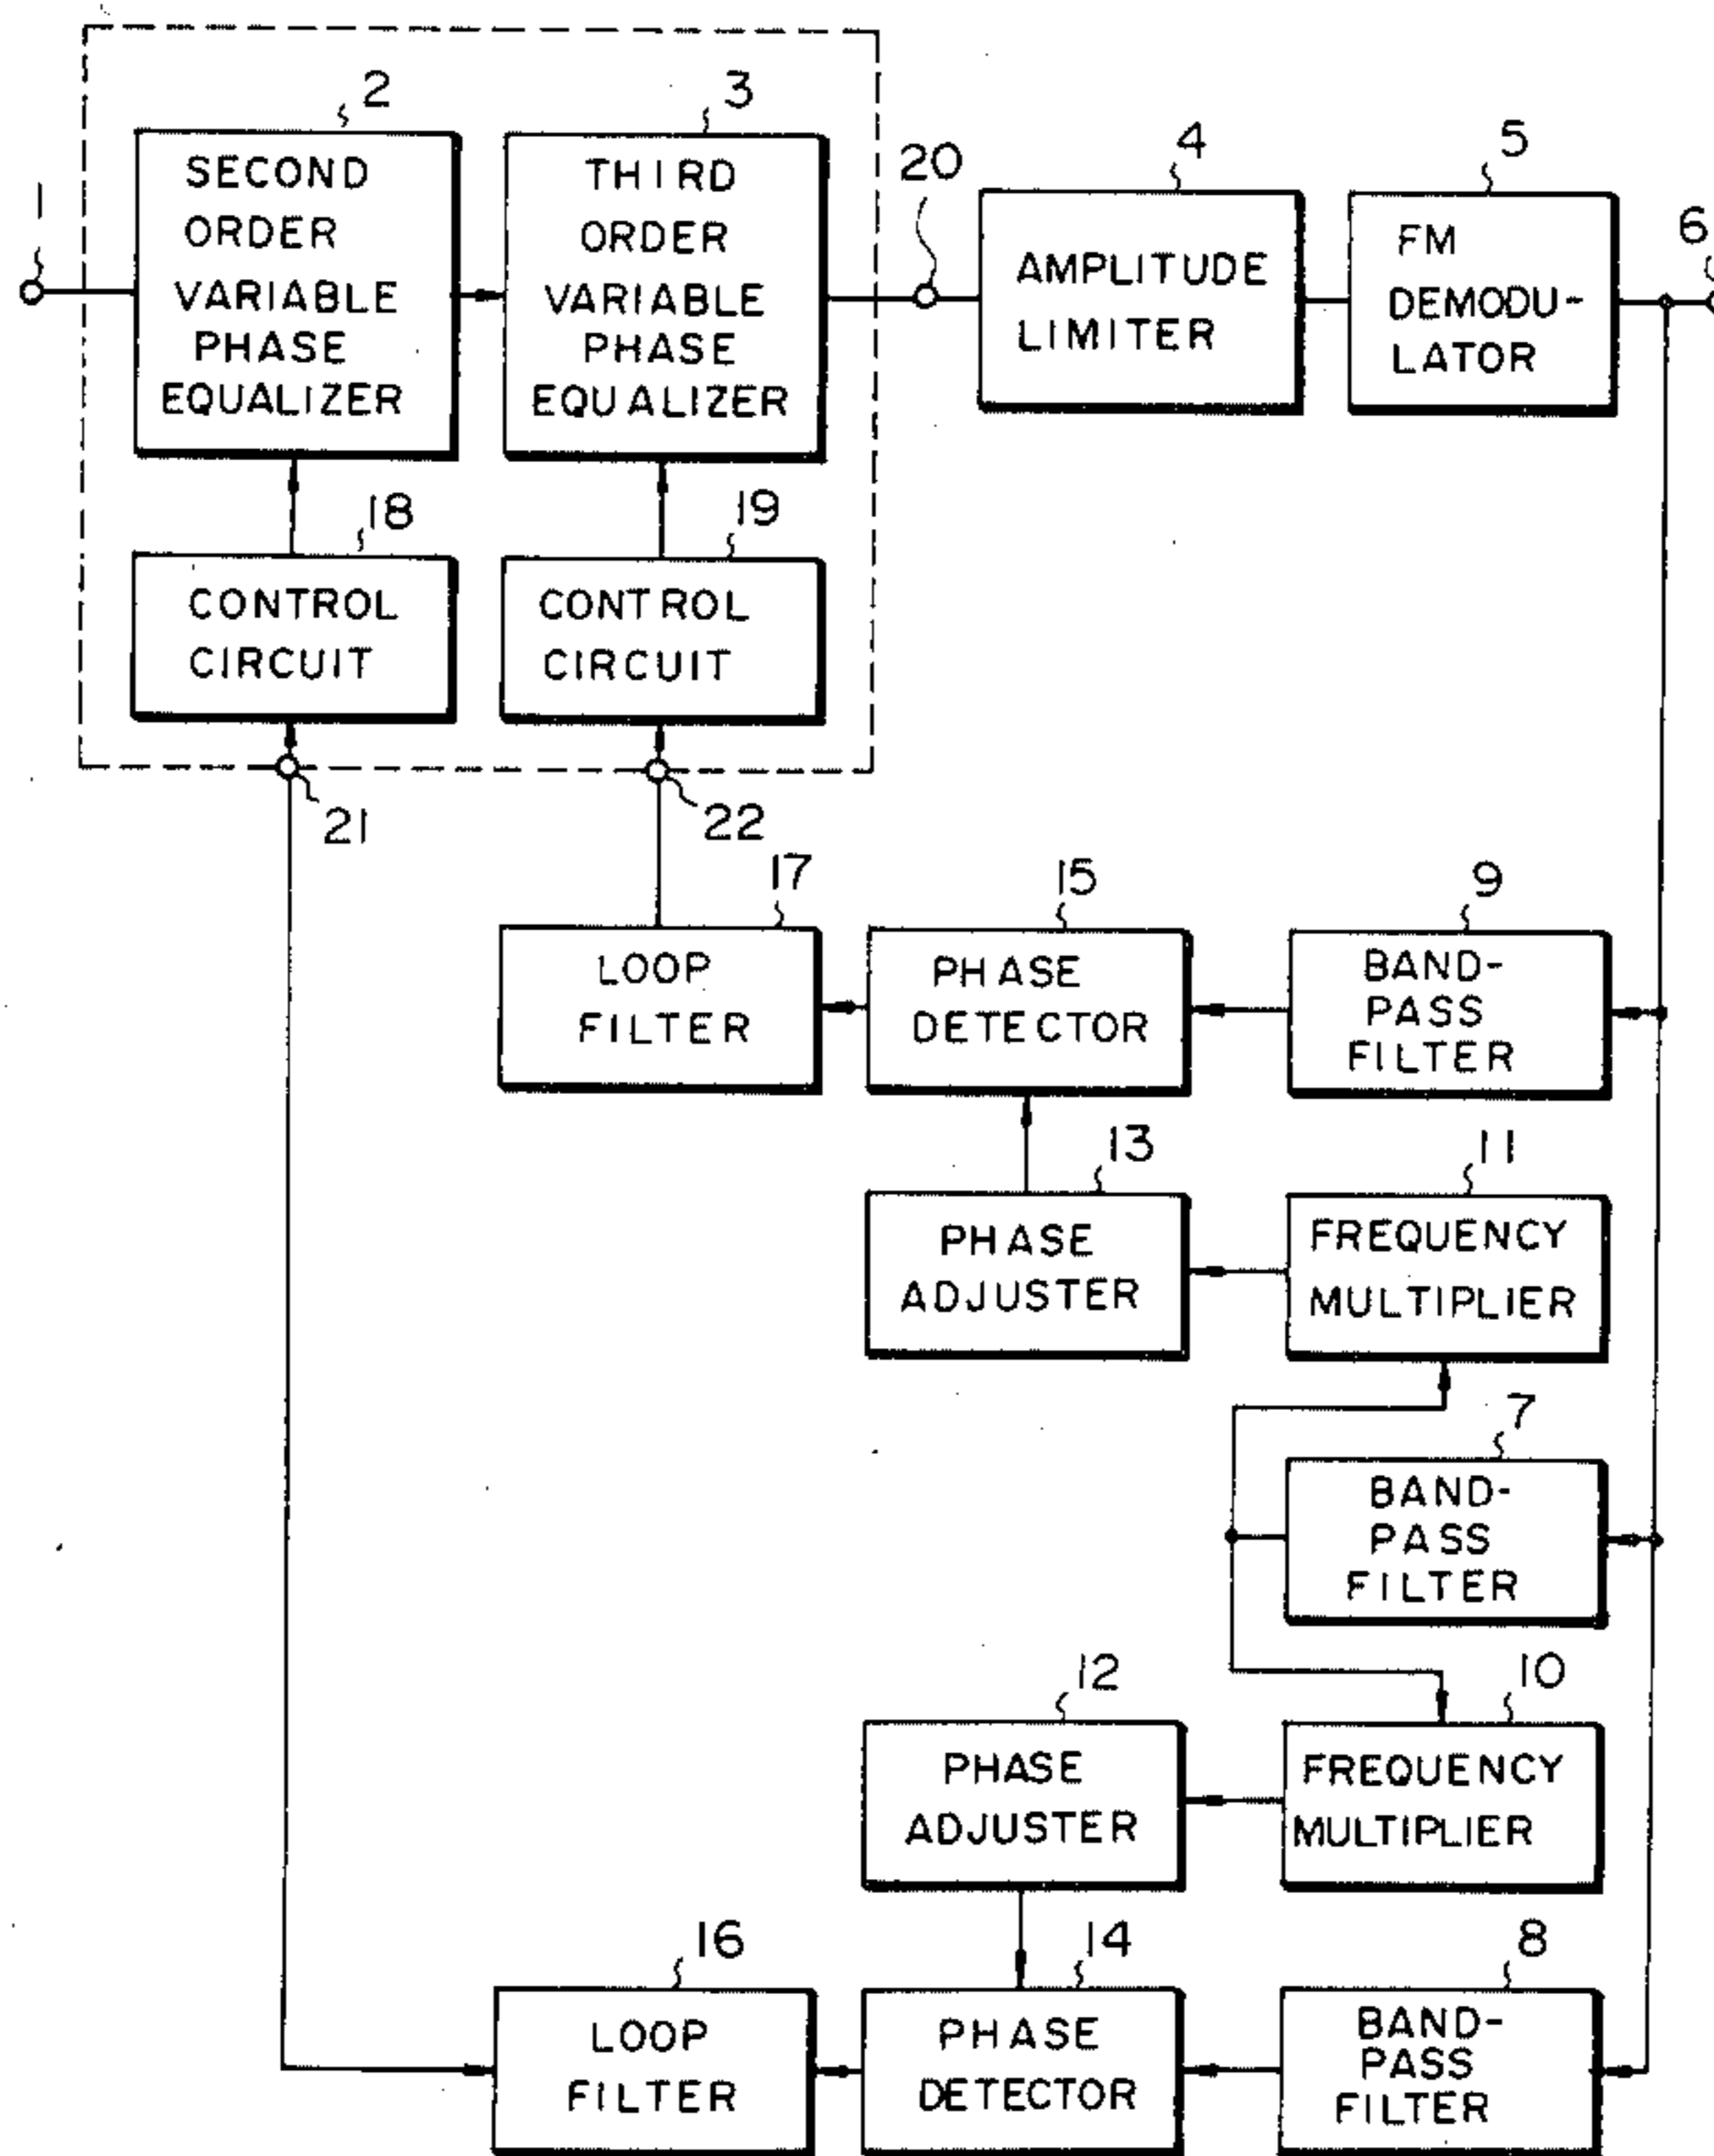 2
3
SECOND
ORDER
VARIABLE
PHASE
EQUALIZER
THIRD
ORDER
VARIABLE
PHASE
EQUALIZER
1
20
4
AMPLITUDE
LIMITER
5
FM
DEMODU-
LATOR
6
18
CONTROL
CIRCUIT
19
CONTROL
CIRCUIT
21
22
17
LOOP
FILTER
15
PHASE
DETECTOR
9
BAND-
PASS
FILTER
13
PHASE
ADJUSTER
11
FREQUENCY
MULTIPLIER
7
BAND-
PASS
FILTER
12
PHASE
ADJUSTER
10
FREQUENCY
MULTIPLIER
16
LOOP
FILTER
14
PHASE
DETECTOR
8
BAND-
PASS
FILTER